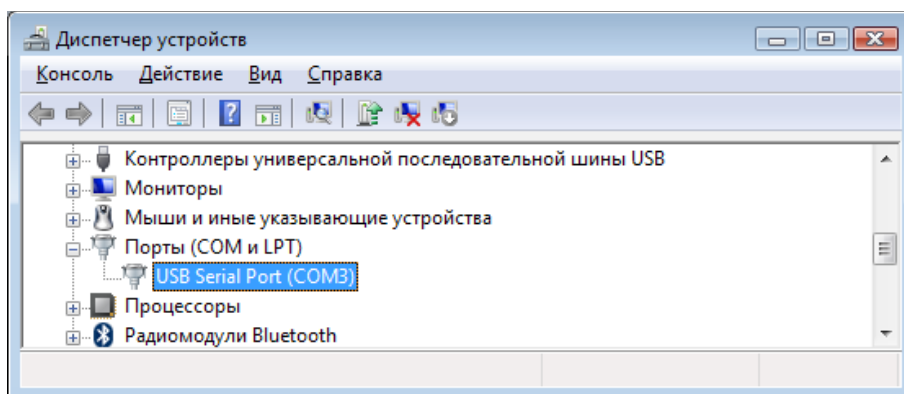 Диспетчер устройств
Консоль Действие Вид Справка
Контроллеры универсальной последовательной шины USB
Мониторы
Мыши и иные указывающие устройства
Порты (COM и LPT)
USB Serial Port (COM3)
Процессоры
Радиомодули Bluetooth